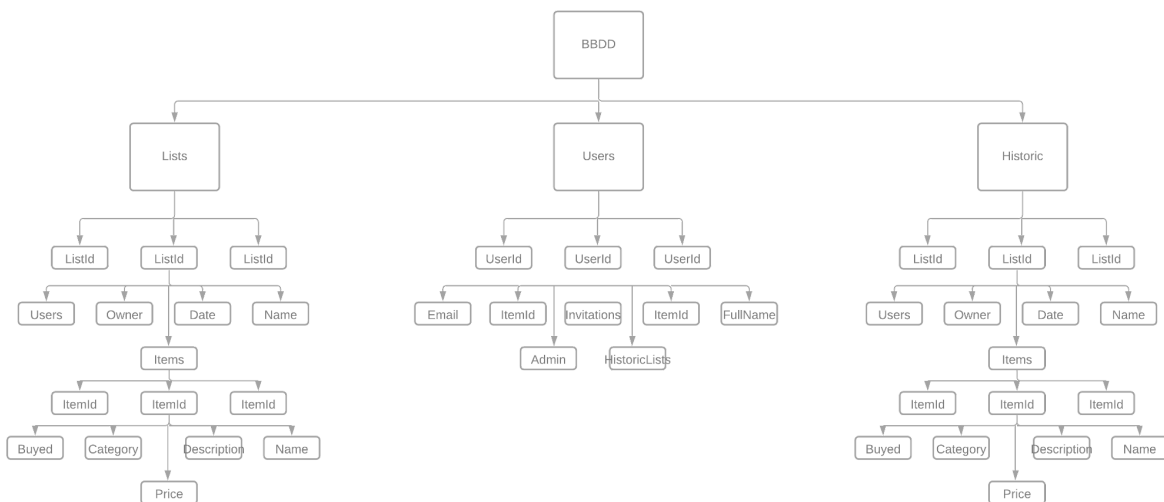 BBDD
Lists Users Historic
ListId ListId ListId UserId UserId UserId ListId ListId ListId
Users Owner Date Name Email ItemId Invitations ItemId FullName Users Owner Date Name
Items Admin HistoricLists Items
ItemId ItemId ItemId ItemId ItemId ItemId
Buyed Category Description Name Buyed Category Description Name
Price Price